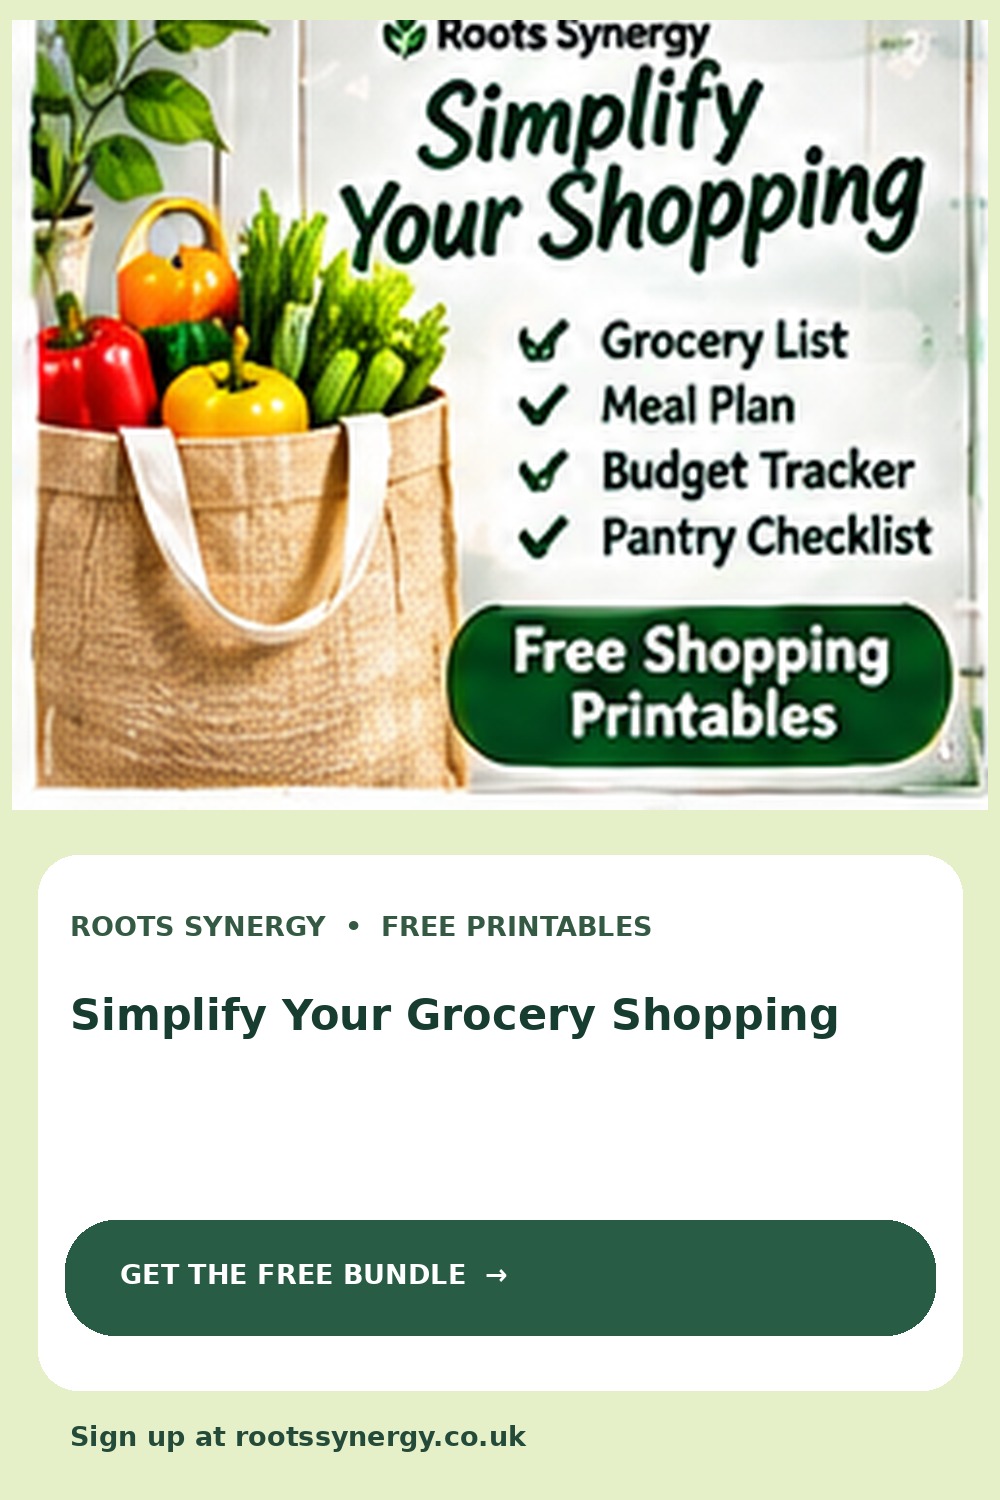 Roots Synergy
Simplify
Your Shopping
Grocery List
Meal Plan
Budget Tracker
Pantry Checklist
Free Shopping
Printables
ROOTS SYNERGY • FREE PRINTABLES
Simplify Your Grocery Shopping
GET THE FREE BUNDLE →
Sign up at rootssynergy.co.uk